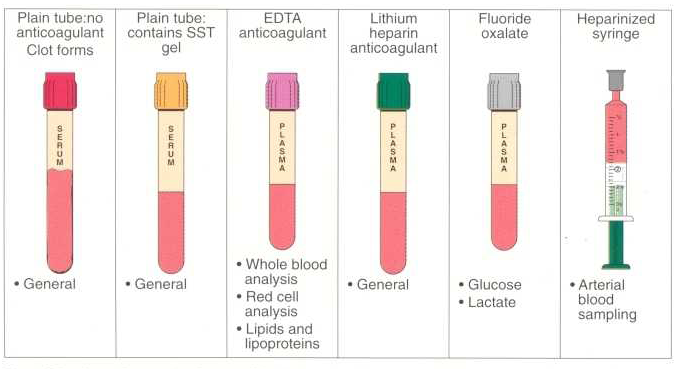 Plain tube:no
anticoagulant
Clot forms
SERUM
• General
Plain tube:
contains SST
gel
SERUM
• General
EDTA
anticoagulant
PLASMA
• Whole blood
analysis
• Red cell
analysis
• Lipids and
lipoproteins
Lithium
heparin
anticoagulant
PLASMA
• General
Fluoride
oxalate
PLASMA
• Glucose
• Lactate
Heparinized
syringe
• Arterial
blood
sampling